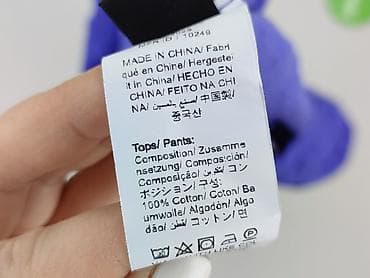 10249
MADE IN CHINA/ Fabri
qué en Chine/ Hergestel
lt in China/ HECHO EN
CHINA/ FEITO NA CHI
NA/ صنع في الصين/ 中国製/
중국산
Tops/ Pants:
Composition/ Zusamme
nsetzung/ Composición/
Composição/ تكوين/ コン
ポジション/ 구성:
100% Cotton/ Coton/ Ba
umwolle/ Algodón/ Algo
dão/ قطن/ コットン/ 면